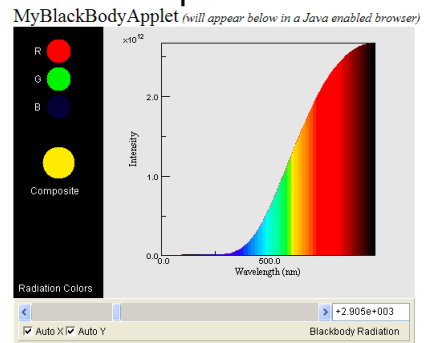 MyBlackBodyApplet (will appear below in a Java enabled browser)
×10¹²
R
G
B
Composite
Radiation Colors
2.0
1.0
0.0
Intensity
0.0
500.0
Wavelength (nm)
+2.905e+003
Auto X Auto Y
Blackbody Radiation